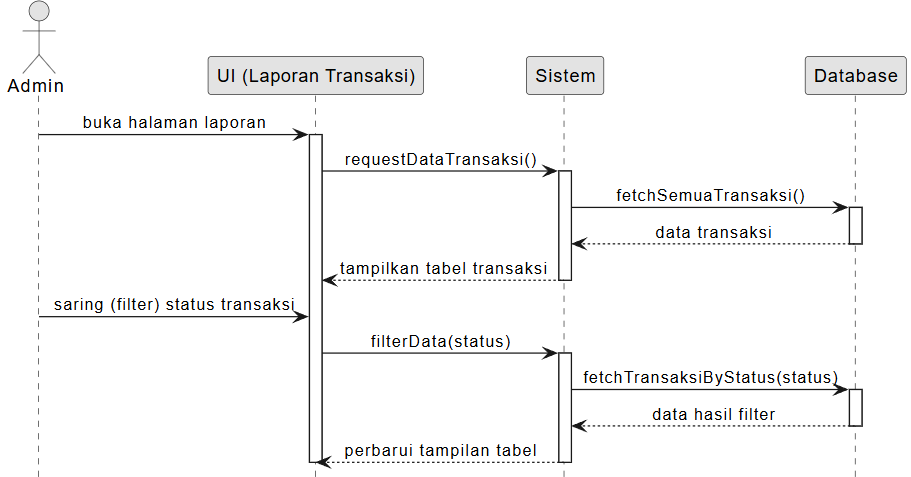 Admin
UI (Laporan Transaksi)
Sistem
Database
buka halaman laporan
requestDataTransaksi()
fetchSemuaTransaksi()
data transaksi
tampilkan tabel transaksi
saring (filter) status transaksi
filterData(status)
fetchTransaksiByStatus(status)
data hasil filter
perbarui tampilan tabel